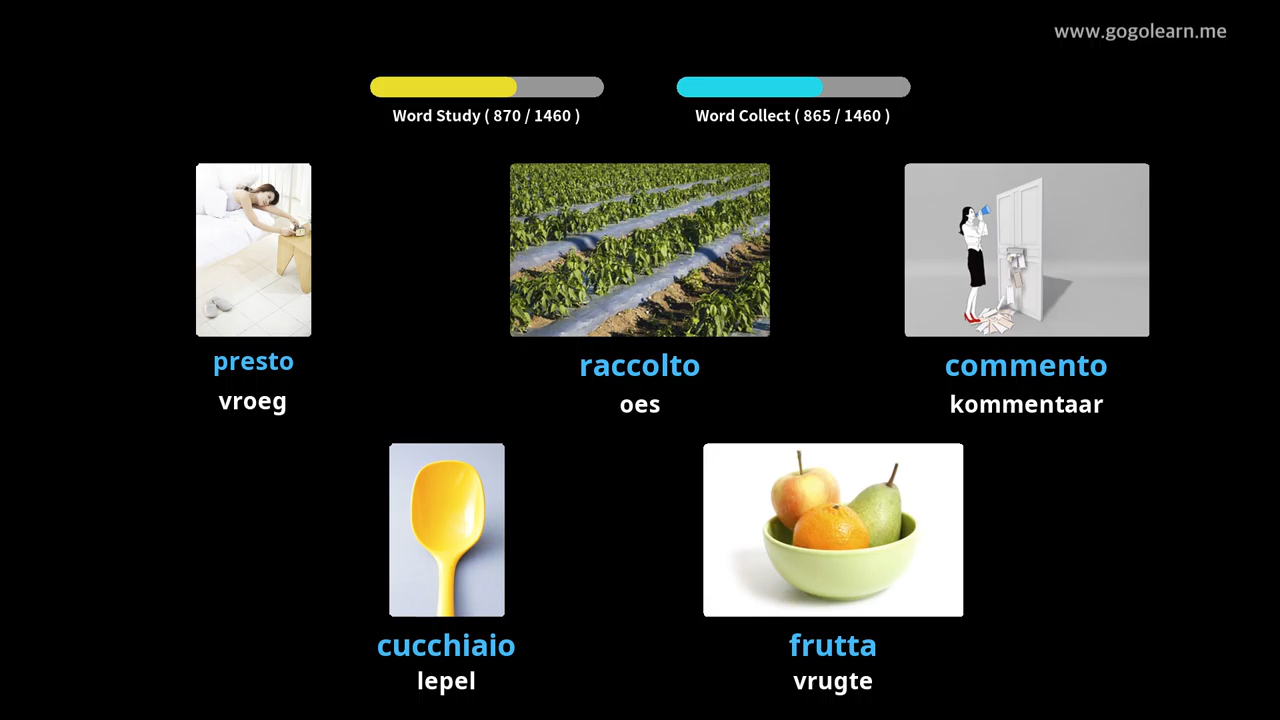 www.gogolearn.me
Word Study ( 870 / 1460 )
Word Collect ( 865 / 1460 )
presto
vroeg
raccolto
oes
commento
kommentaar
cucchiaio
lepel
frutta
vrugte